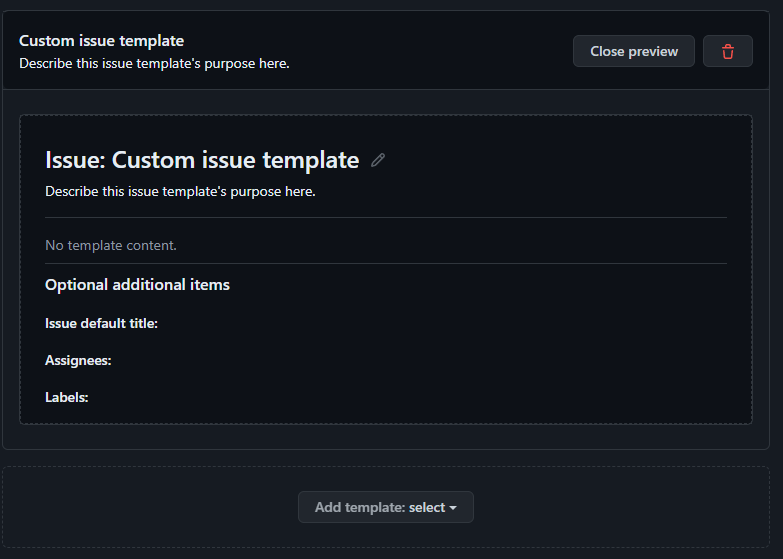 Custom issue template
Describe this issue template's purpose here.
Close preview
Issue: Custom issue template
Describe this issue template's purpose here.
No template content.
Optional additional items
Issue default title:
Assignees:
Labels:
Add template: select